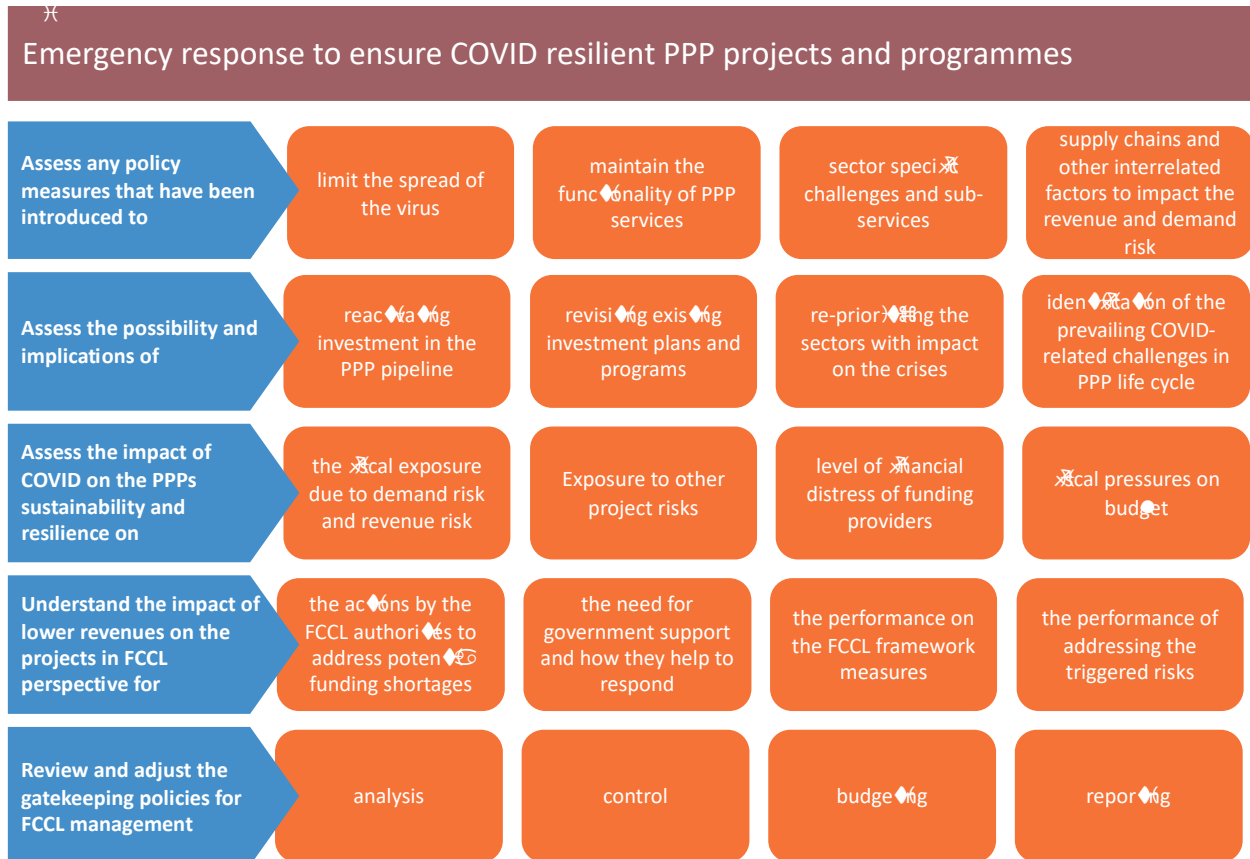 Emergency response to ensure COVID resilient PPP projects and programmes
Assess any policy
measures that have been
introduced to
limit the spread of
the virus
maintain the
of PPP
services
sector
challenges and sub-
services
supply chains and
other interrelated
factors to impact the
revenue and demand
risk
Assess the possibility and
implications of
investment in the
PPP pipeline
investment plans and
programs
the
sectors with impact
on the crises
of the
prevailing COVID-
related challenges in
PPP life cycle
Assess the impact of
COVID on the PPPs
sustainability and
resilience on
the exposure
due to demand risk
and revenue risk
Exposure to other
project risks
level of
distress of funding
providers
pressures on
budget
Understand the impact of
lower revenues on the
projects in FCCL
perspective for
the by the
FCCL to
address
funding shortages
the need for
government support
and how they help to
respond
the performance on
the FCCL framework
measures
the performance of
addressing the
triggered risks
Review and adjust the
gatekeeping policies for
FCCL management
analysis
control